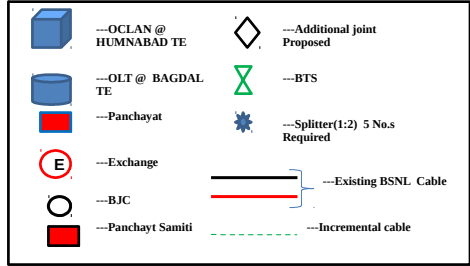 ---OCLAN @
HUMNABAD TE
---OLT @ BAGDAL
TE
---Panchayat
E
---Exchange
---BJC
---Panchayt Samiti
---Additional joint
Proposed
---BTS
---Splitter(1:2) 5 No.s
Required
---Existing BSNL Cable
---Incremental cable